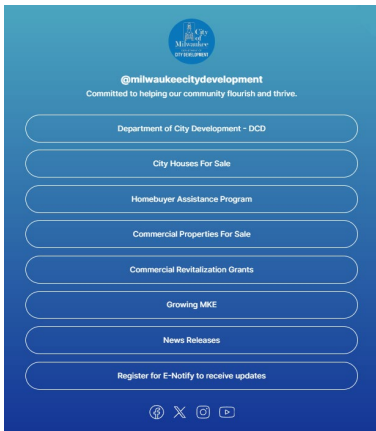 City
of
Milwaukee
CITY DEVELOPMENT
@milwaukeecitydevelopment
Committed to helping our community flourish and thrive.
Department of City Development - DCD
City Houses For Sale
Homebuyer Assistance Program
Commercial Properties For Sale
Commercial Revitalization Grants
Growing MKE
News Releases
Register for E-Notify to receive updates